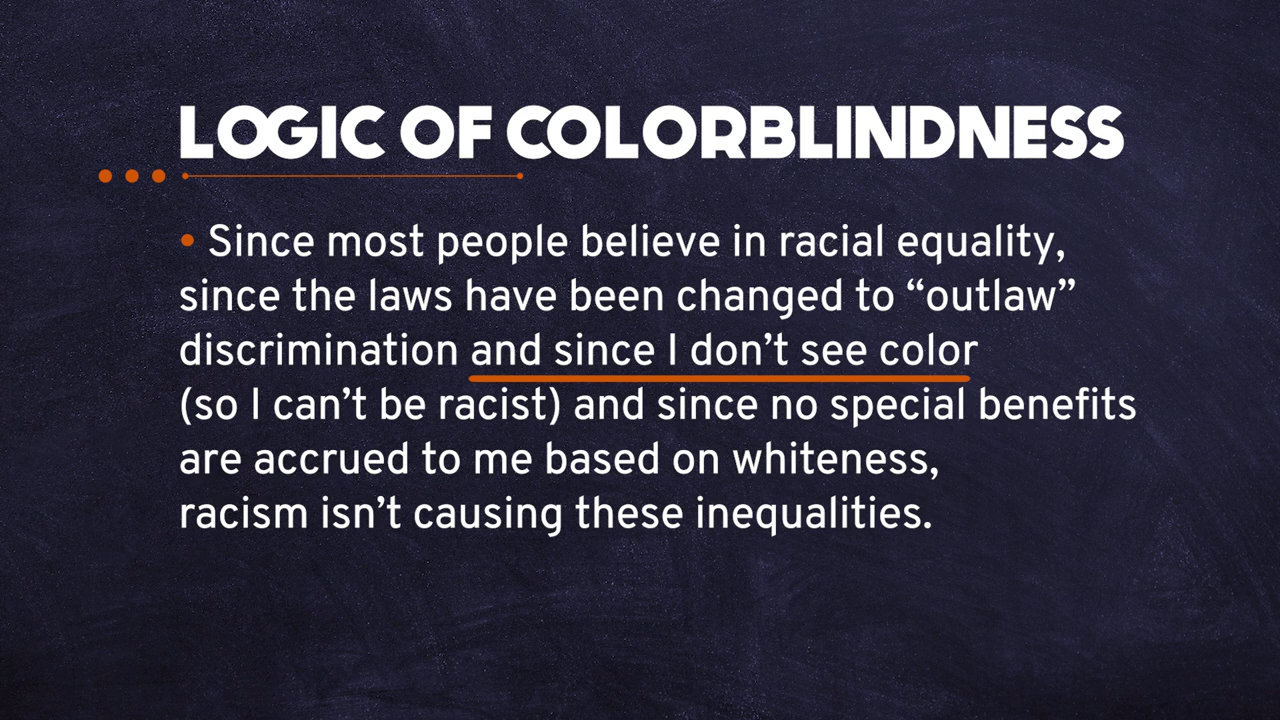 LOGIC OF COLORBLINDNESS
• Since most people believe in racial equality,
since the laws have been changed to “outlaw”
discrimination and since I don’t see color
(so I can’t be racist) and since no special benefits
are accrued to me based on whiteness,
racism isn’t causing these inequalities.